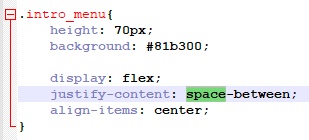 .intro_menu{
height: 70px;
background: #81b300;
display: flex;
justify-content: space-between;
align-items: center;
}